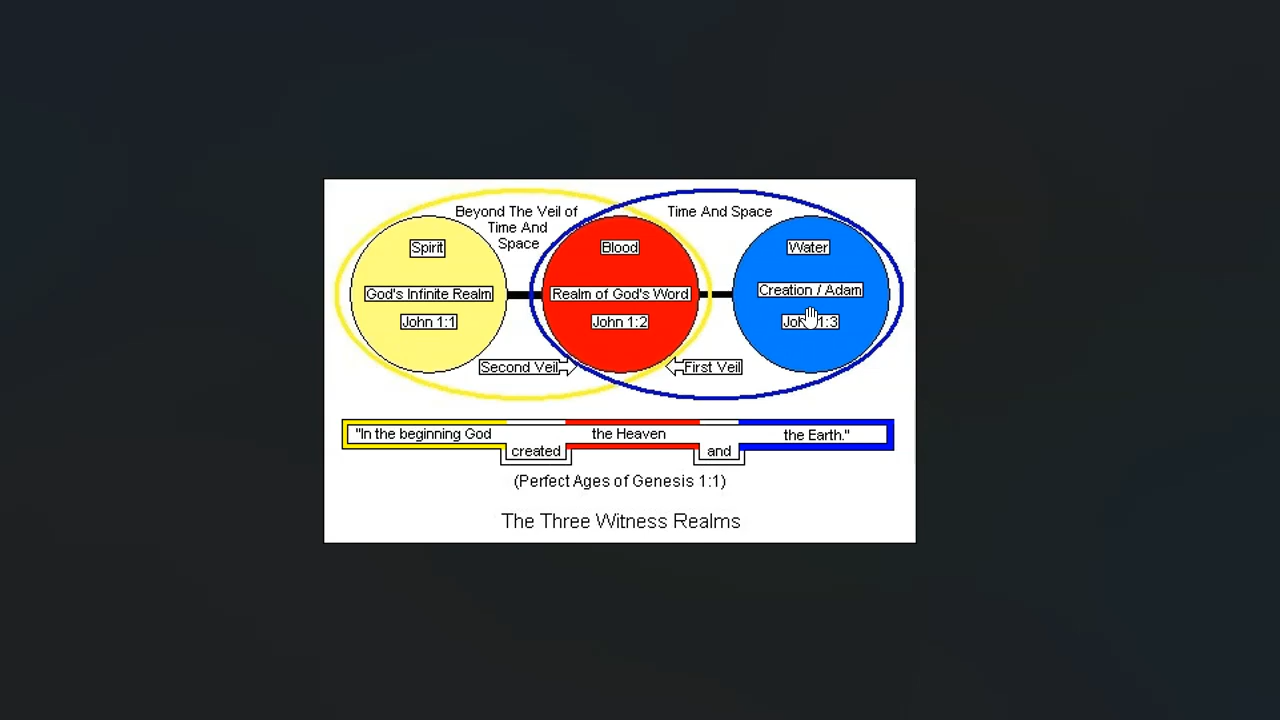 Beyond The Veil of
Time And
Space
Time And Space
Spirit
Blood
Water
God's Infinite Realm
Realm of God's Word
Creation / Adam
John 1:1
John 1:2
1:3
Second Veil
First Veil
"In the beginning God
created
the Heaven
and
the Earth."
(Perfect Ages of Genesis 1:1)
The Three Witness Realms